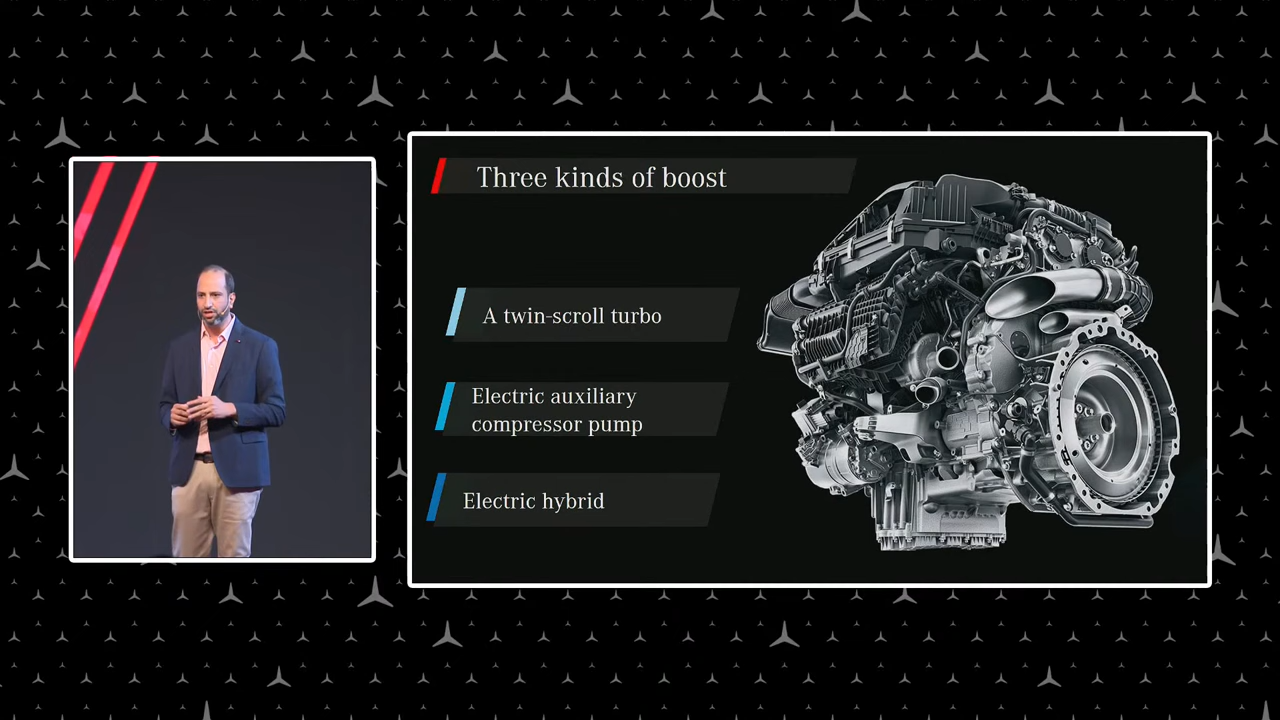 Three kinds of boost
A twin-scroll turbo
Electric auxiliary
compressor pump
Electric hybrid